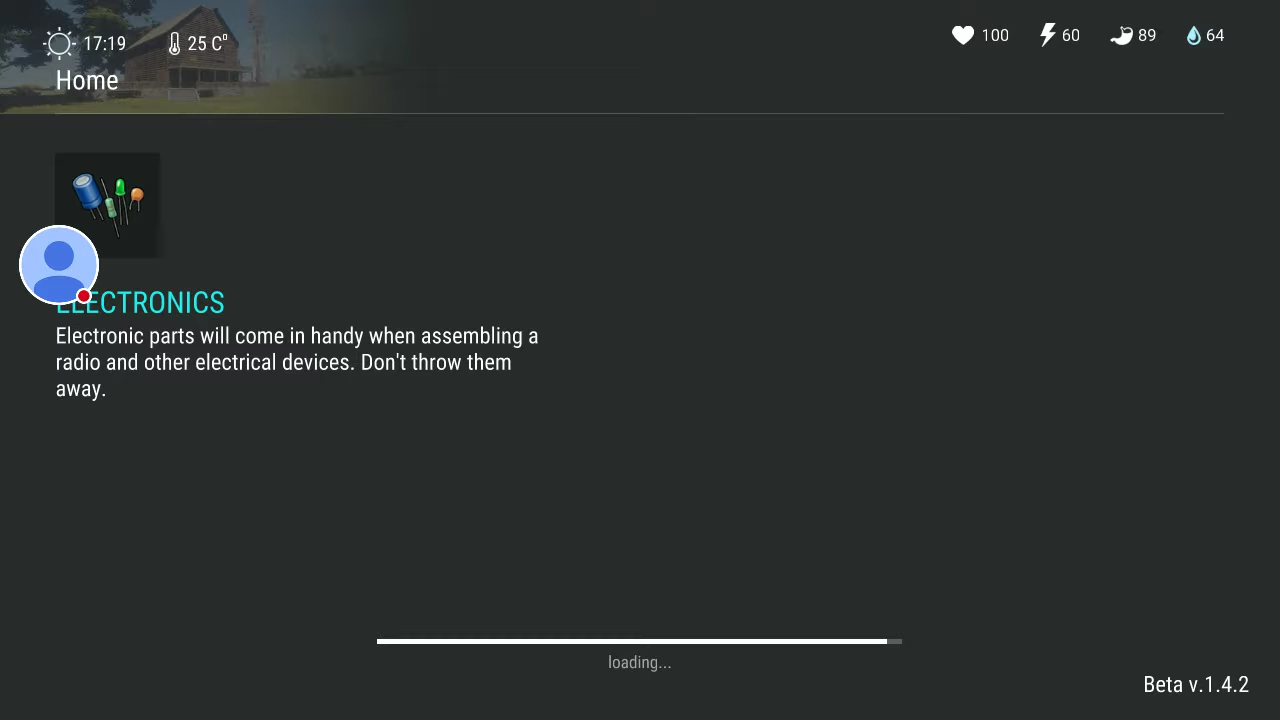 17:19
25 C°
100
60
89
64
Home
ELECTRONICS
Electronic parts will come in handy when assembling a
radio and other electrical devices. Don't throw them
away.
loading...
Beta v.1.4.2